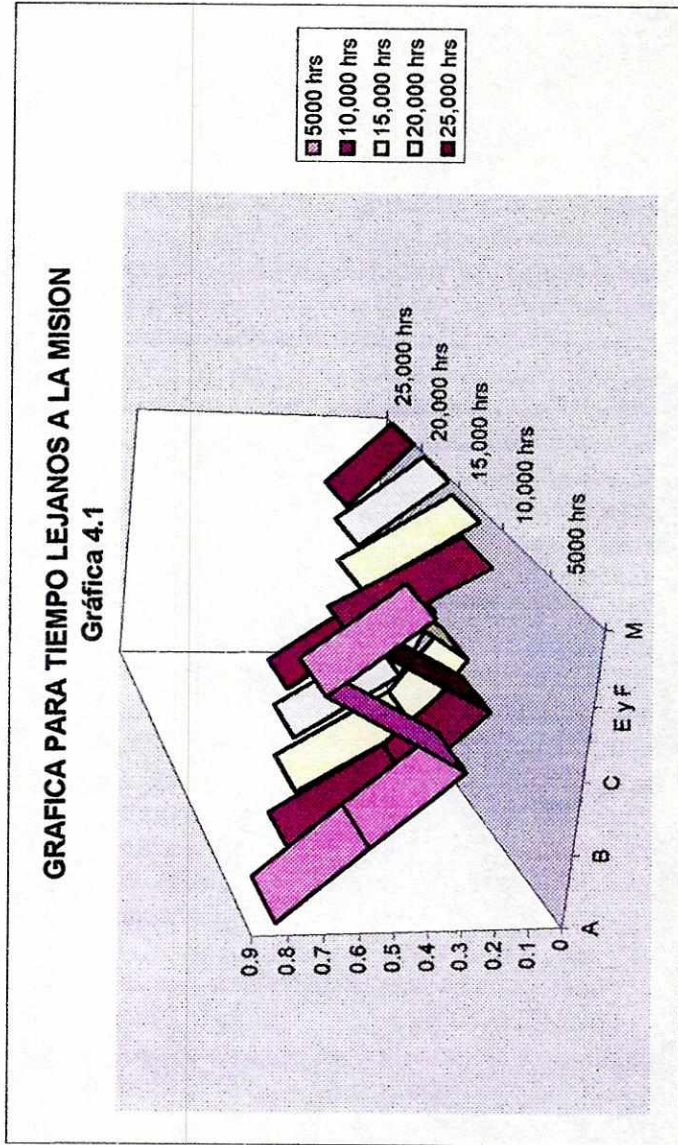 GRAFICA PARA TIEMPO LEJANOS A LA MISION
Gráfica 4.1
0.9
0.8
0.7
0.6
0.5
0.4
0.3
0.2
0.1
0
A
B
C
E y F
M
5000 hrs
10,000 hrs
15,000 hrs
20,000 hrs
25,000 hrs
5000 hrs
10,000 hrs
15,000 hrs
20,000 hrs
25,000 hrs